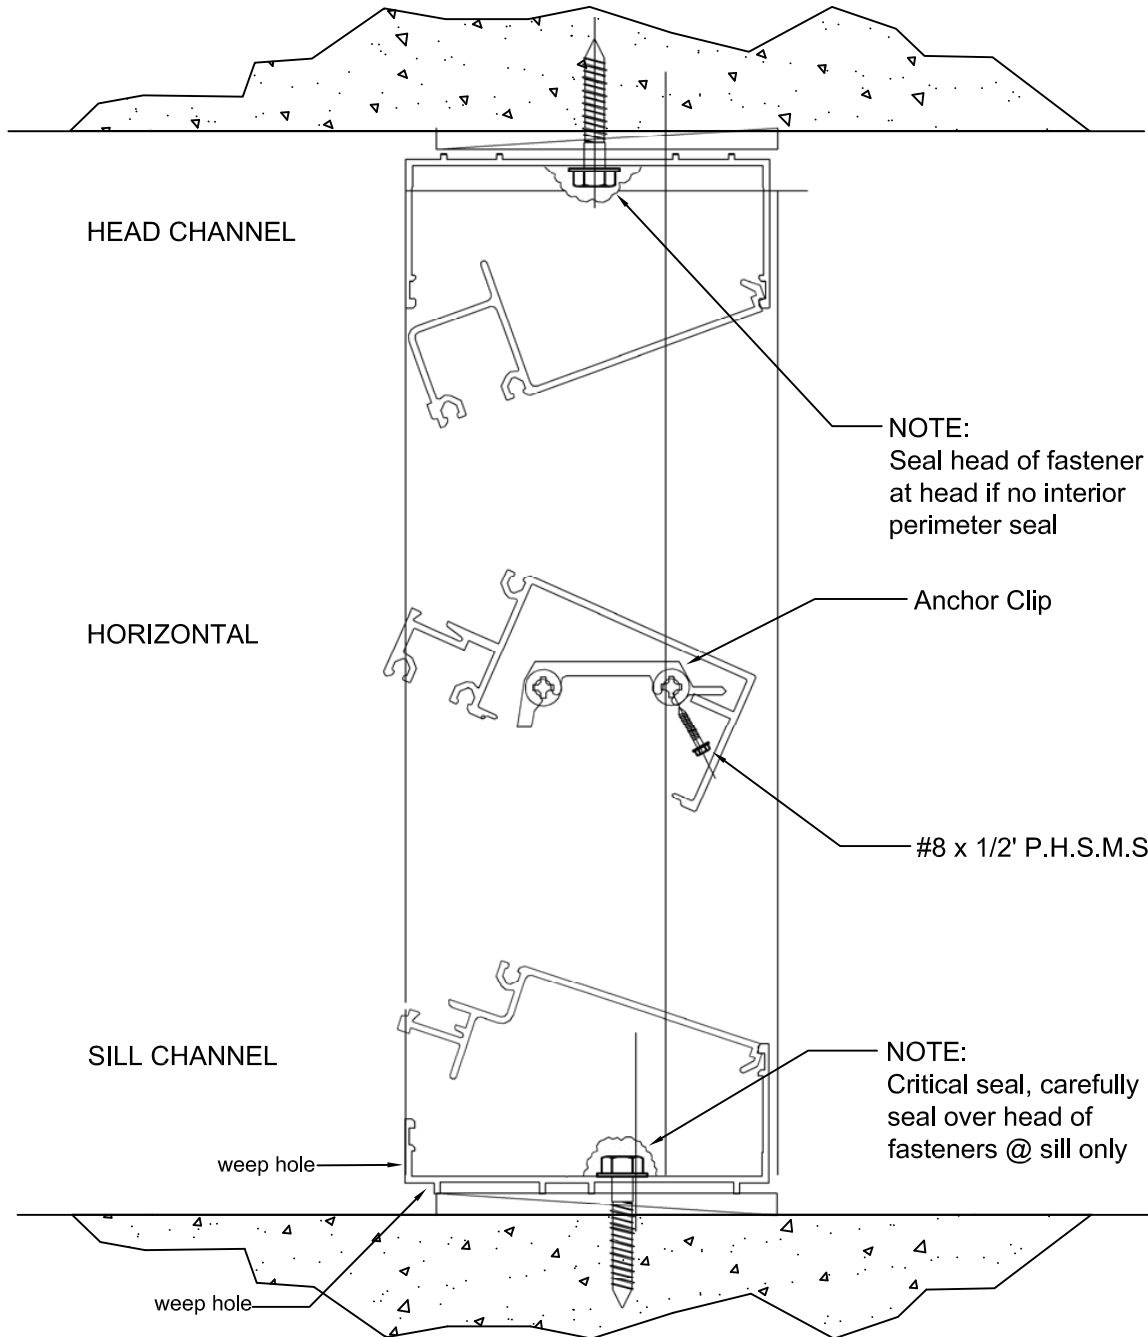 HEAD CHANNEL
NOTE:
Seal head of fastener
at head if no interior
perimeter seal
Anchor Clip
HORIZONTAL
#8 x 1/2' P.H.S.M.S
SILL CHANNEL
NOTE:
Critical seal, carefully
seal over head of
fasteners @ sill only
weep hole
weep hole